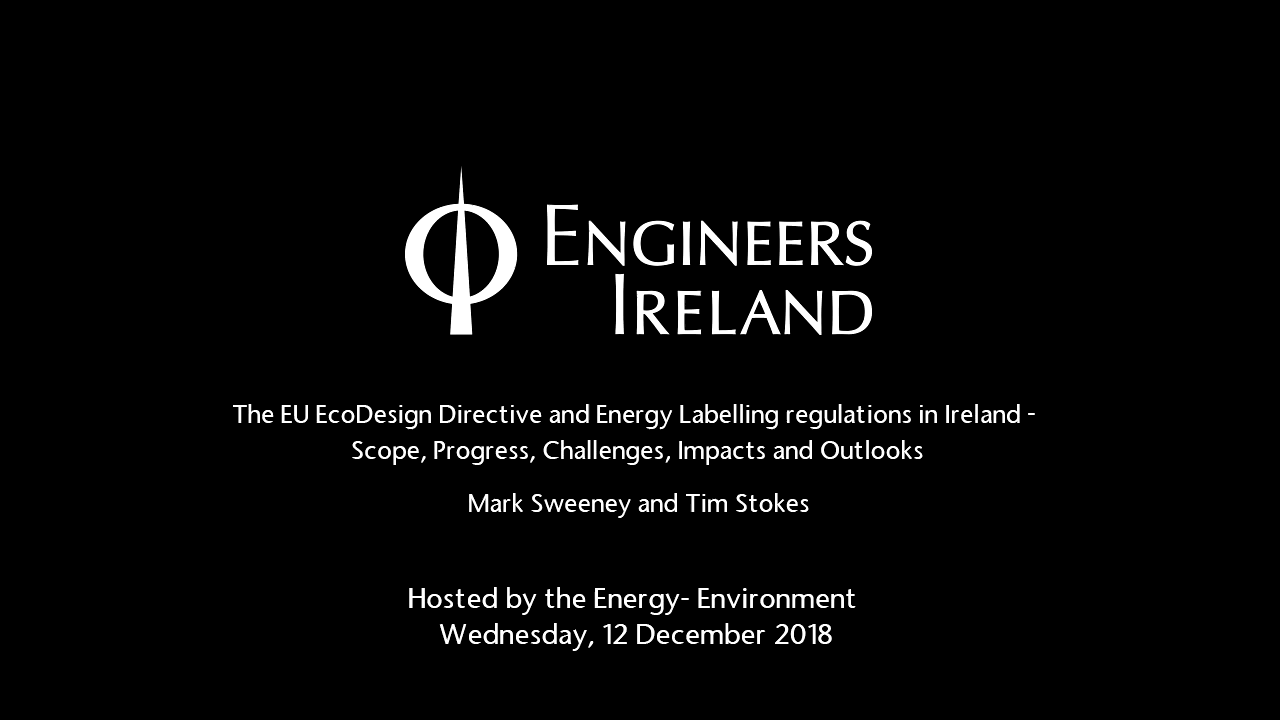 ENGINEERS
IRELAND
The EU EcoDesign Directive and Energy Labelling regulations in Ireland -
Scope, Progress, Challenges, Impacts and Outlooks
Mark Sweeney and Tim Stokes
Hosted by the Energy- Environment
Wednesday, 12 December 2018